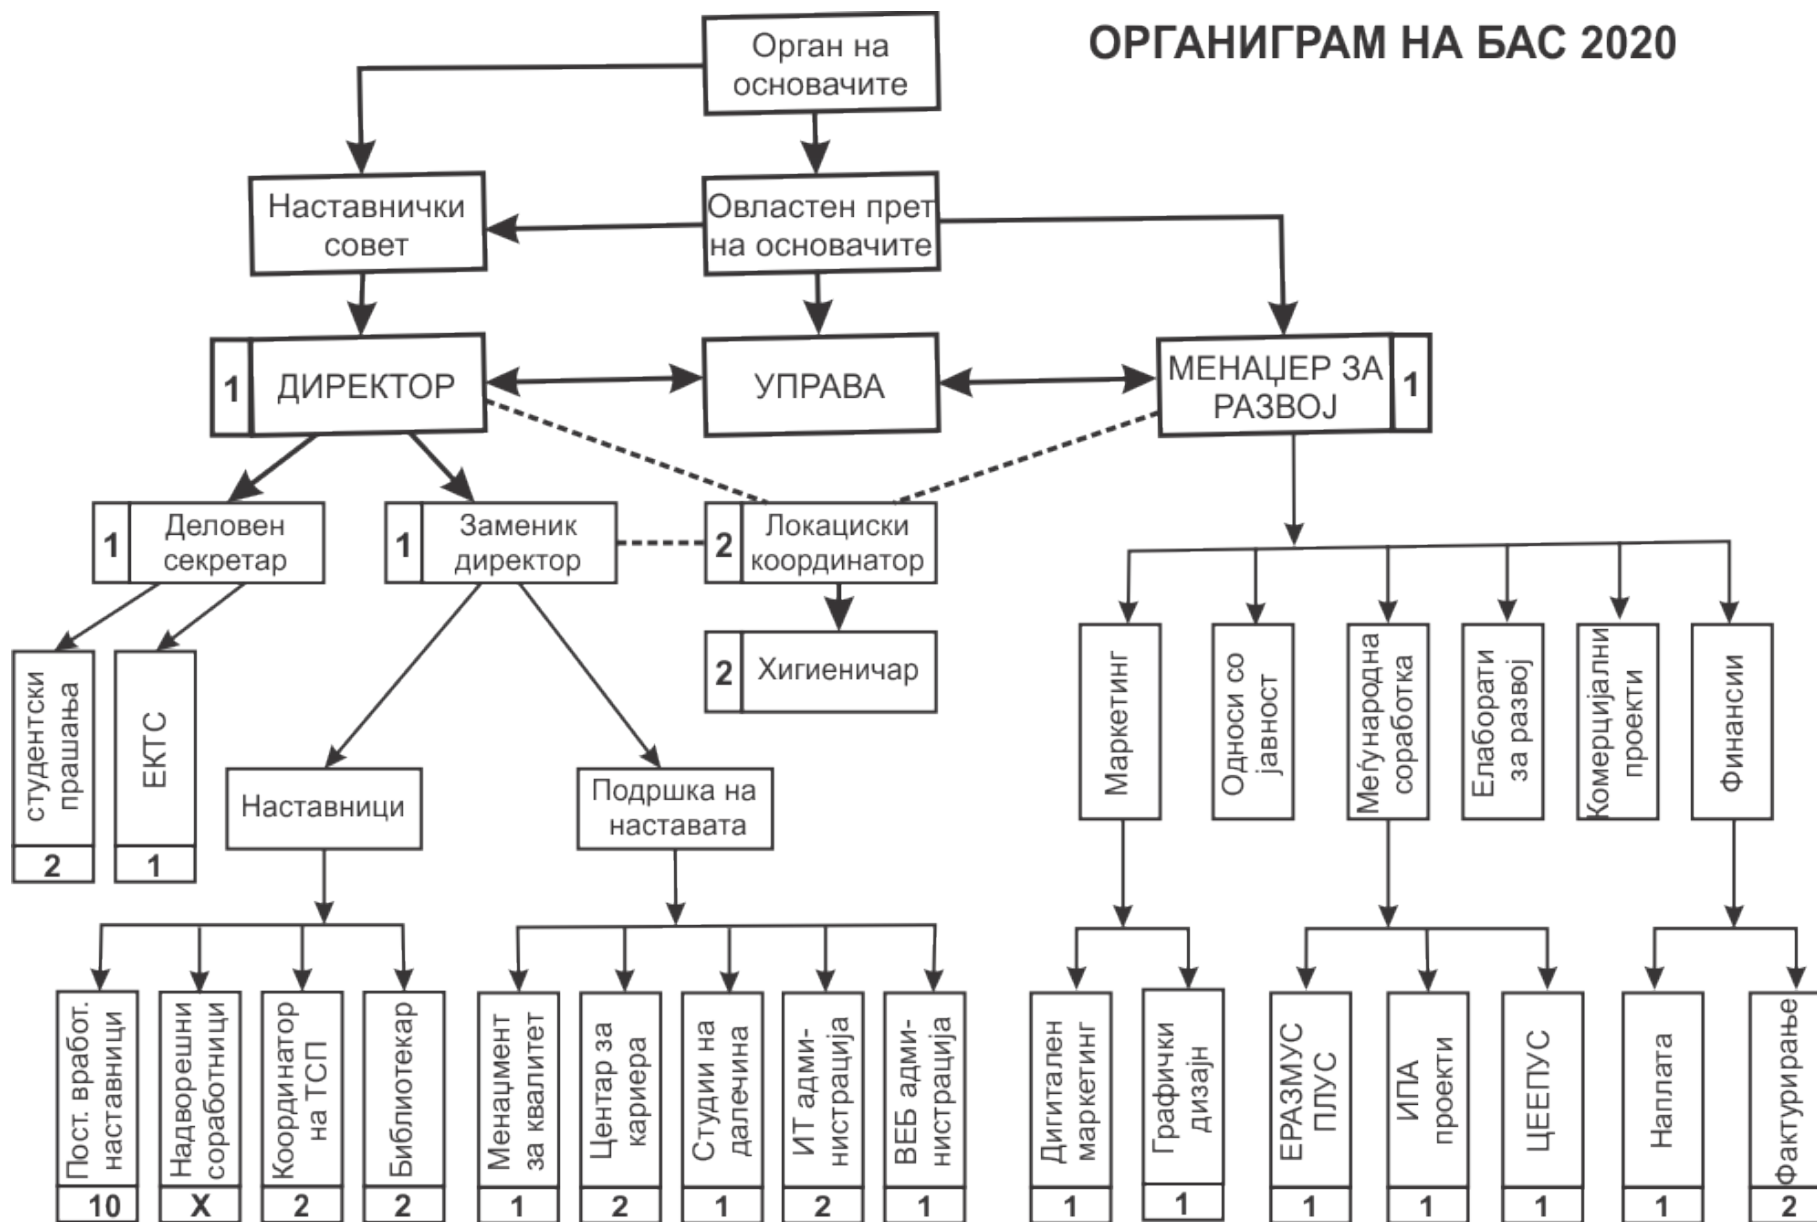 ОРГАНИГРАМ НА БАС 2020
Орган на
основачите
Наставнички
совет
Овластен прет
на основачите
1
ДИРЕКТОР
УПРАВА
МЕНАЏЕР ЗА
РАЗВОЈ
1
1
Деловен
секретар
1
Заменик
директор
2
Локациски
координатор
2
Хигиеничар
студентски
прашања
2
ЕКТС
1
Наставници
Подршка на
наставата
Маркетинг
Односи со
јавност
Меѓународна
соработка
Елаборати
за развој
Комерцијални
проекти
Финансии
Пост. вработ.
наставници
10
Надворешни
соработници
X
Координатор
на ТСП
2
Библиотекар
2
Менаџмент
за квалитет
1
Центар за
кариера
2
Студии на
далечина
1
ИТ адми-
нистрација
2
ВЕБ адми-
нистрација
1
Дигитален
маркетинг
1
Графички
дизајн
1
ЕРАЗМУС
ПЛУС
1
ИПА
проекти
1
ЦЕЕПУС
1
Наплата
1
Фактурирање
2